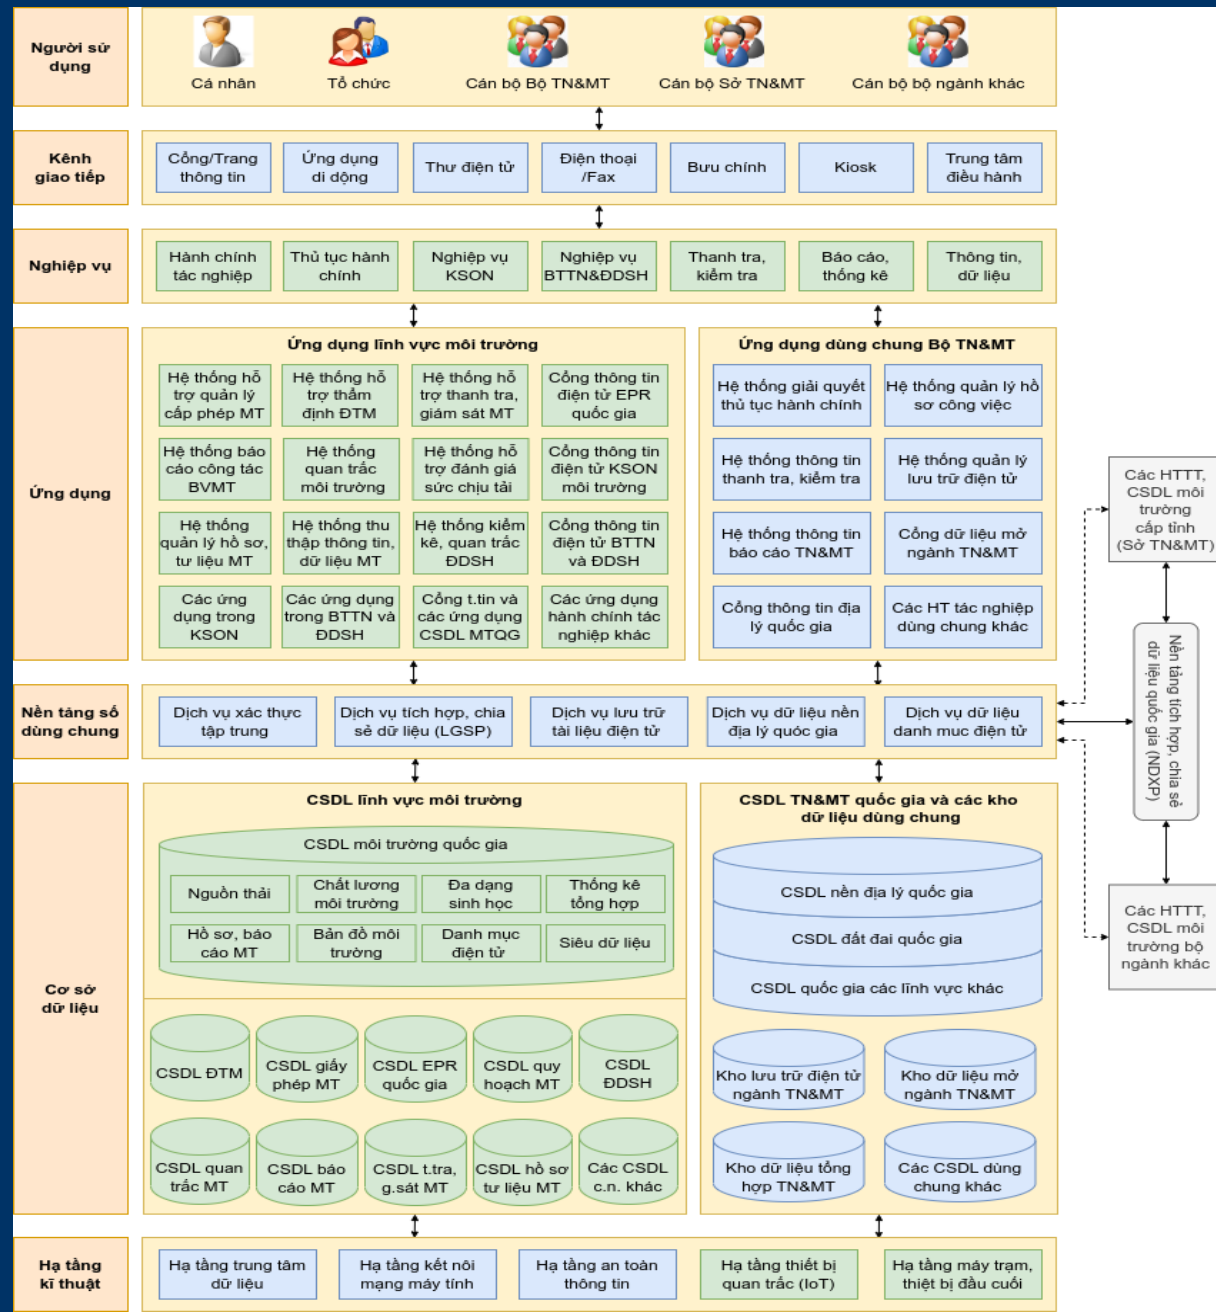 Người sử
dụng
Cá nhân
Tổ chức
Cán bộ Bộ TN&MT
Cán bộ Sở TN&MT
Cán bộ bộ ngành khác
Kênh
giao tiếp
Cổng/Trang
thông tin
Ứng dụng
di dộng
Thư điện tử
Điện thoại
/Fax
Bưu chính
Kiosk
Trung tâm
điều hành
Nghiệp vụ
Hành chính
tác nghiệp
Thủ tục hành
chính
Nghiệp vụ
KSON
Nghiệp vụ
BTTN&ĐDSH
Thanh tra,
kiểm tra
Báo cáo,
thống kê
Thông tin,
dữ liệu
Ứng dụng
Ứng dụng lĩnh vực môi trường
Hệ thống hỗ
trợ quản lý
cấp phép MT
Hệ thống hỗ
trợ thẩm
định ĐTM
Hệ thống hỗ
trợ thanh tra,
giám sát MT
Cổng thông tin
điện tử EPR
quốc gia
Hệ thống báo
cáo công tác
BVMT
Hệ thống
quan trắc
môi trường
Hệ thống hỗ
trợ đánh giá
sức chịu tải
Cổng thông tin
điện tử KSON
môi trường
Hệ thống
quản lý hồ sơ,
tư liệu MT
Hệ thống thu
thập thông tin,
dữ liệu MT
Hệ thống kiểm
kê, quan trắc
ĐDSH
Cổng thông tin
điện tử BTTN
và ĐDSH
Các ứng
dụng trong
KSON
Các ứng dụng
trong BTTN và
ĐDSH
Cổng t.tin và
các ứng dụng
CSDL MTQG
Các ứng dụng
hành chính tác
nghiệp khác
Ứng dụng dùng chung Bộ TN&MT
Hệ thống giải quyết
thủ tục hành chính
Hệ thống quản lý hồ
sơ công việc
Hệ thống thông tin
thanh tra, kiểm tra
Hệ thống quản lý
lưu trữ điện tử
Hệ thống thông tin
báo cáo TN&MT
Cổng dữ liệu mở
ngành TN&MT
Cổng thông tin địa
lý quốc gia
Các HT tác nghiệp
dùng chung khác
Các HTTT,
CSDL môi
trường
cấp tỉnh
(Sở TN&MT)
Nền tảng tích hợp, chia sẻ
dữ liệu quốc gia (NDXP)
Các HTTT,
CSDL môi
trường bộ
ngành khác
Nền tảng số
dùng chung
Dịch vụ xác thực
tập trung
Dịch vụ tích hợp, chia
sẻ dữ liệu (LGSP)
Dịch vụ lưu trữ
tài liệu điện tử
Dịch vụ dữ liệu nền
địa lý quốc gia
Dịch vụ dữ liệu
danh mục điện tử
Cơ sở
dữ liệu
CSDL lĩnh vực môi trường
CSDL môi trường quốc gia
Nguồn thải
Chất lương
môi trường
Đa dạng
sinh học
Thống kê
tổng hợp
Hồ sơ, báo
cáo MT
Bản đồ môi
trường
Danh mục
điện tử
Siêu dữ liệu
CSDL ĐTM
CSDL giấy
phép MT
CSDL EPR
quốc gia
CSDL quy
hoạch MT
CSDL
ĐDSH
CSDL quan
trắc MT
CSDL báo
cáo MT
CSDL t.tra,
g.sát MT
CSDL hồ sơ
tư liệu MT
Các CSDL
c.n. khác
CSDL TN&MT quốc gia và các kho
dữ liệu dùng chung
CSDL nền địa lý quốc gia
CSDL đất đai quốc gia
CSDL quốc gia các lĩnh vực khác
Kho lưu trữ điện tử
ngành TN&MT
Kho dữ liệu mở
ngành TN&MT
Kho dữ liệu tổng
hợp TN&MT
Các CSDL dùng
chung khác
Hạ tầng
kĩ thuật
Hạ tầng trung tâm
dữ liệu
Hạ tầng kết nôi
mạng máy tính
Hạ tầng an toàn
thông tin
Hạ tầng thiết bị
quan trắc (IoT)
Hạ tầng máy trạm,
thiệt bị đầu cuối